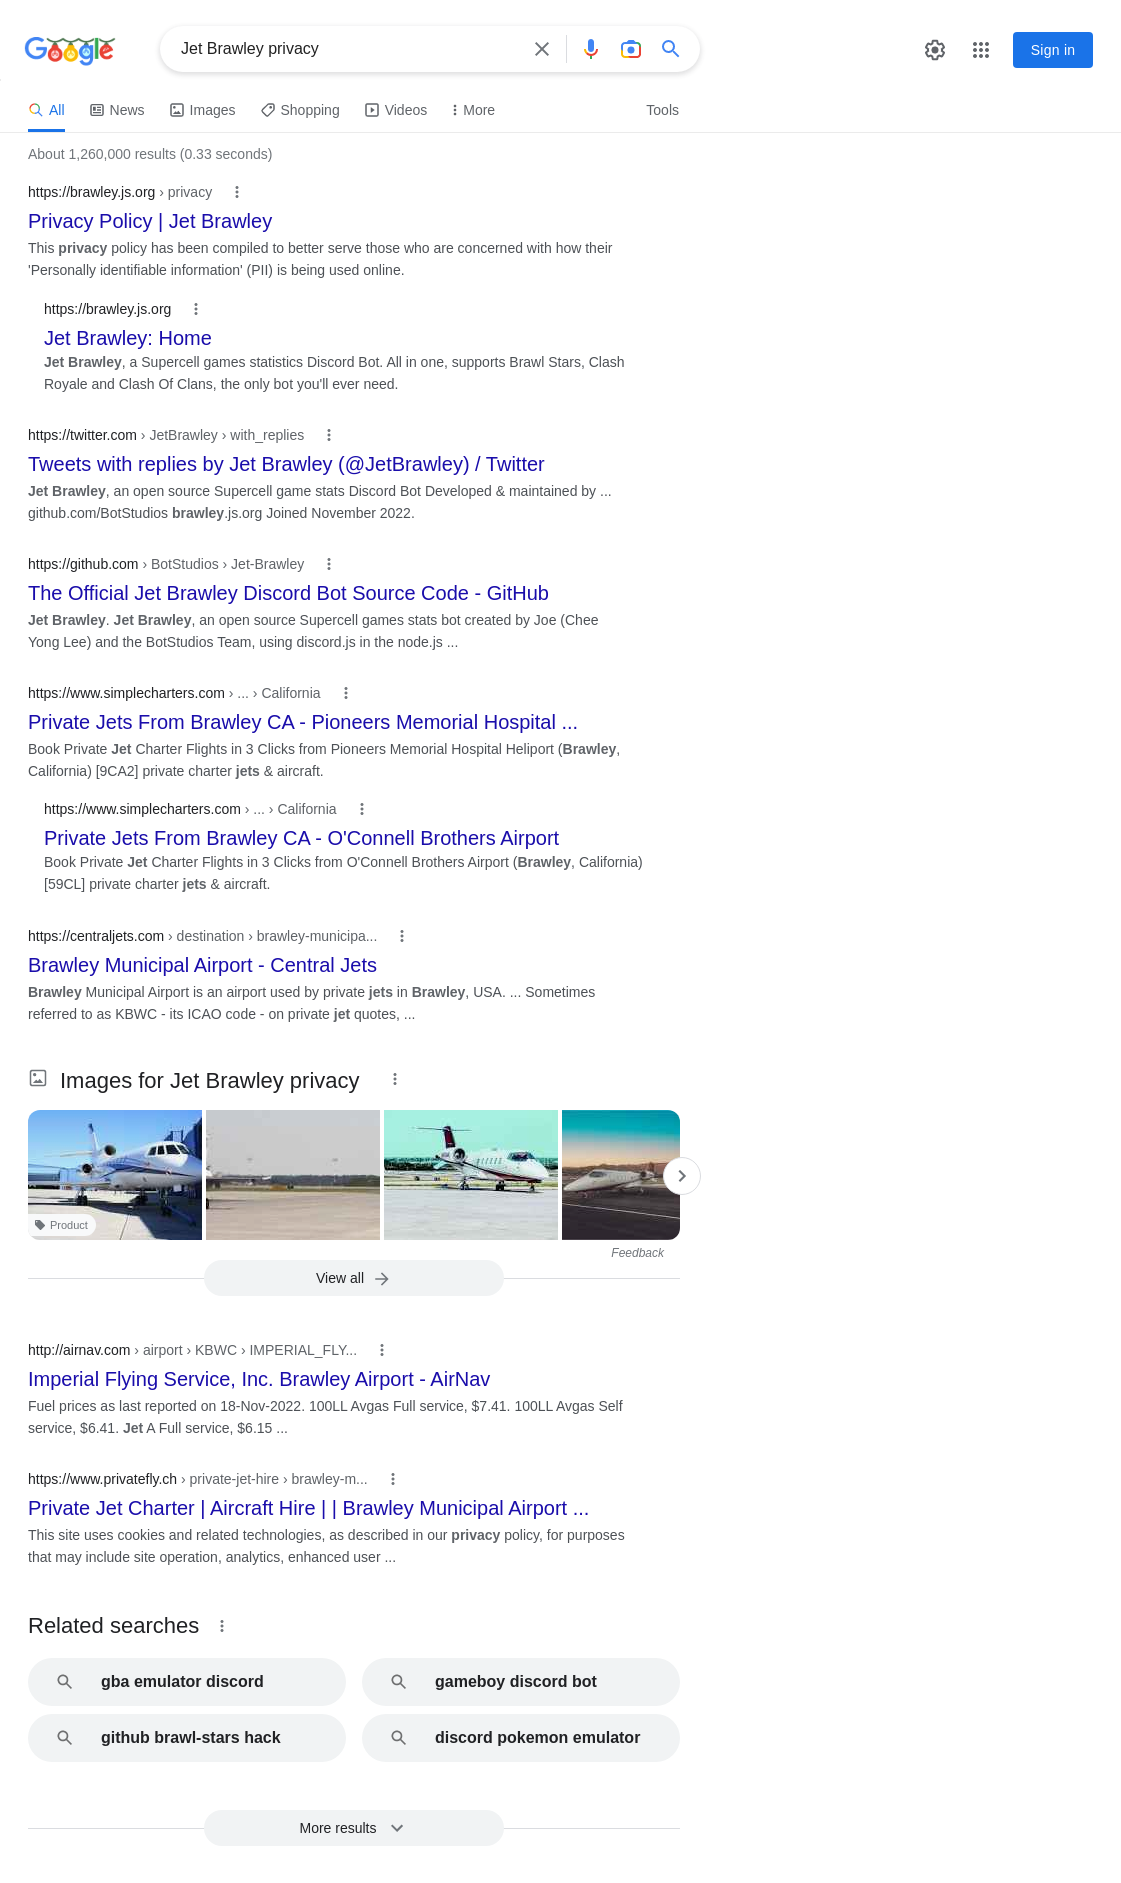 Google
Jet Brawley privacy
Sign in
All
News
Images
Shopping
Videos
More
Tools
About 1,260,000 results (0.33 seconds)
https://brawley.js.org › privacy
Privacy Policy | Jet Brawley
This privacy policy has been compiled to better serve those who are concerned with how their
'Personally identifiable information' (PII) is being used online.
https://brawley.js.org
Jet Brawley: Home
Jet Brawley, a Supercell games statistics Discord Bot. All in one, supports Brawl Stars, Clash
Royale and Clash Of Clans, the only bot you'll ever need.
https://twitter.com › JetBrawley › with_replies
Tweets with replies by Jet Brawley (@JetBrawley) / Twitter
Jet Brawley, an open source Supercell game stats Discord Bot Developed & maintained by ...
github.com/BotStudios brawley.js.org Joined November 2022.
https://github.com › BotStudios › Jet-Brawley
The Official Jet Brawley Discord Bot Source Code - GitHub
Jet Brawley. Jet Brawley, an open source Supercell games stats bot created by Joe (Chee
Yong Lee) and the BotStudios Team, using discord.js in the node.js ...
https://www.simplecharters.com › ... › California
Private Jets From Brawley CA - Pioneers Memorial Hospital ...
Book Private Jet Charter Flights in 3 Clicks from Pioneers Memorial Hospital Heliport (Brawley,
California) [9CA2] private charter jets & aircraft.
https://www.simplecharters.com › ... › California
Private Jets From Brawley CA - O'Connell Brothers Airport
Book Private Jet Charter Flights in 3 Clicks from O'Connell Brothers Airport (Brawley, California)
[59CL] private charter jets & aircraft.
https://centraljets.com › destination › brawley-municipa...
Brawley Municipal Airport - Central Jets
Brawley Municipal Airport is an airport used by private jets in Brawley, USA. ... Sometimes
referred to as KBWC - its ICAO code - on private jet quotes, ...
Images for Jet Brawley privacy
Product
Feedback
View all
http://airnav.com › airport › KBWC › IMPERIAL_FLY...
Imperial Flying Service, Inc. Brawley Airport - AirNav
Fuel prices as last reported on 18-Nov-2022. 100LL Avgas Full service, $7.41. 100LL Avgas Self
service, $6.41. Jet A Full service, $6.15 ...
https://www.privatefly.ch › private-jet-hire › brawley-m...
Private Jet Charter | Aircraft Hire | | Brawley Municipal Airport ...
This site uses cookies and related technologies, as described in our privacy policy, for purposes
that may include site operation, analytics, enhanced user ...
Related searches
gba emulator discord
gameboy discord bot
github brawl-stars hack
discord pokemon emulator
More results